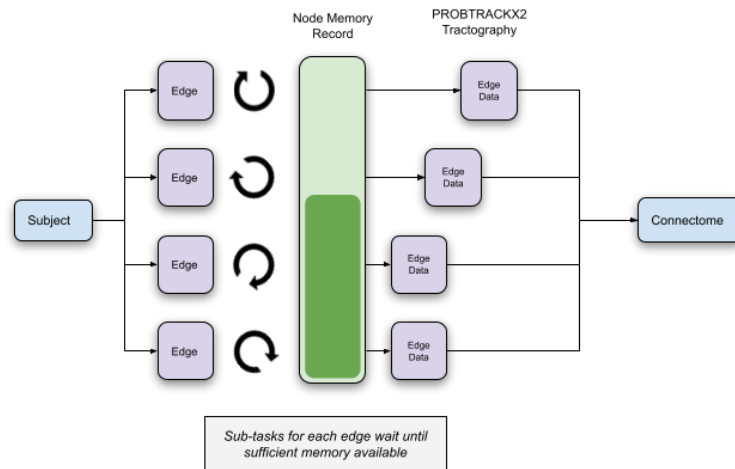 Node Memory
Record
PROBTRACKX2
Tractography
Edge
Edge
Data
Edge
Edge
Data
Subject
Connectome
Edge
Edge
Data
Edge
Edge
Data
Sub-tasks for each edge wait until
sufficient memory available